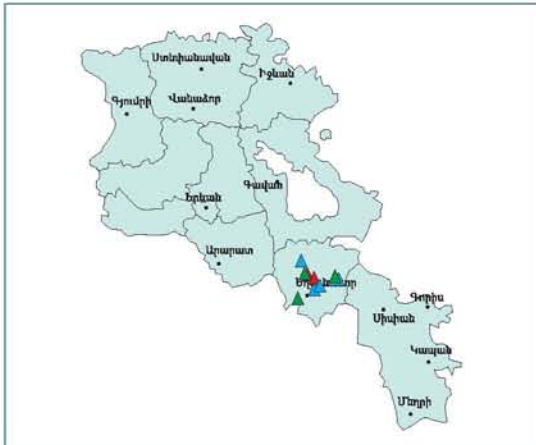 Ստեփանավան
Իջևան
Գյումրի
Վանաձոր
Գավառ
Երևան
Արարատ
Գորիս
Սիսիան
Կապան
Մեղրի